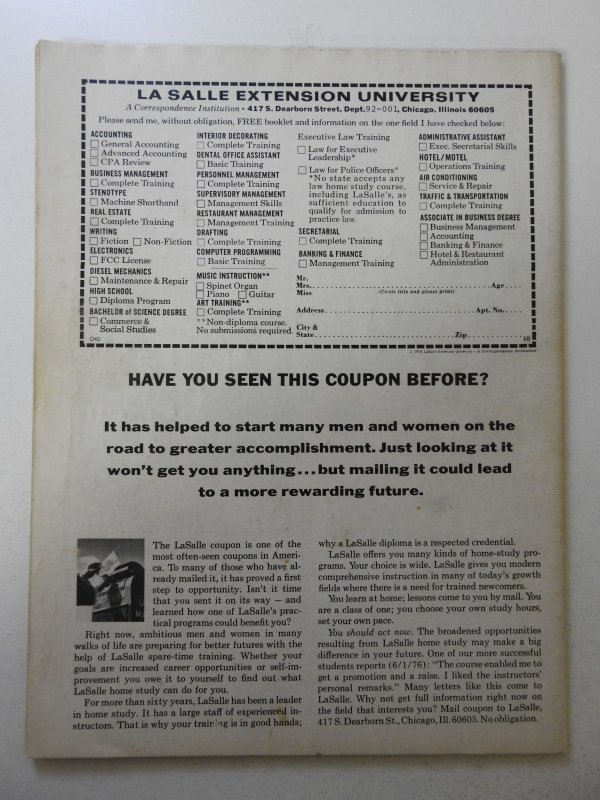 LA SALLE EXTENSION UNIVERSITY
A Correspondence Institution • 417 S. Dearborn Street, Dept. 92-001, Chicago, Illinois 60605
Please send me, without obligation, FREE booklet and information on the one field I have checked below:
ACCOUNTING
General Accounting
Advanced Accounting
CPA Review
BUSINESS MANAGEMENT
Complete Training
STENOTYPE
Machine Shorthand
REAL ESTATE
Complete Training
WRITING
Fiction Non-Fiction
ELECTRONICS
FCC License
DIESEL MECHANICS
Maintenance & Repair
HIGH SCHOOL
Diploma Program
BACHELOR of SCIENCE DEGREE
Commerce &
Social Studies
INTERIOR DECORATING
Complete Training
DENTAL OFFICE ASSISTANT
Basic Training
PERSONNEL MANAGEMENT
Complete Training
SUPERVISORY MANAGEMENT
Management Skills
RESTAURANT MANAGEMENT
Management Training
DRAFTING
Complete Training
COMPUTER PROGRAMMING
Basic Training
MUSIC INSTRUCTION**
Spinet Organ
Piano Guitar
ART TRAINING**
Complete Training
**Non-diploma course.
No submissions required.
Executive Law Training
Law for Executive
Leadership*
Law for Police Officers*
*No state accepts any
law home study course,
including LaSalle's, as
sufficient education to
qualify for admission to
practice law.
SECRETARIAL
Complete Training
BANKING & FINANCE
Management Training
ADMINISTRATIVE ASSISTANT
Exec. Secretarial Skills
HOTEL/MOTEL
Operations Training
AIR CONDITIONING
Service & Repair
TRAFFIC & TRANSPORTATION
Complete Training
ASSOCIATE IN BUSINESS DEGREE
Business Management
Accounting
Banking & Finance
Hotel & Restaurant
Administration
Mr.
Mrs. Age
Miss (Circle title and please print)
Address Apt. No.
City &
State Zip 10
HAVE YOU SEEN THIS COUPON BEFORE?
It has helped to start many men and women on the
road to greater accomplishment. Just looking at it
won't get you anything...but mailing it could lead
to a more rewarding future.
The LaSalle coupon is one of the
most often-seen coupons in Ameri-
ca. To many of those who have al-
ready mailed it, it has proved a first
step to opportunity. Isn't it time
that you sent it on its way – and
learned how one of LaSalle's prac-
tical programs could benefit you?
Right now, ambitious men and women in many
walks of life are preparing for better futures with the
help of LaSalle spare-time training. Whether your
goals are increased career opportunities or self-im-
provement you owe it to yourself to find out what
LaSalle home study can do for you.
For more than sixty years, LaSalle has been a leader
in home study. It has a large staff of experienced in-
structors. That is why your training is in good hands;
why a LaSalle diploma is a respected credential.
LaSalle offers you many kinds of home-study pro-
grams. Your choice is wide. LaSalle gives you modern
comprehensive instruction in many of today's growth
fields where there is a need for trained newcomers.
You learn at home; lessons come to you by mail. You
are a class of one; you choose your own study hours,
set your own pace.
You should act now. The broadened opportunities
resulting from LaSalle home study may make a big
difference in your future. One of our more successful
students reports (6/1/76): "The course enabled me to
get a promotion and a raise. I liked the instructors'
personal remarks." Many letters like this come to
LaSalle. Why not get full information right now on
the field that interests you? Mail coupon to LaSalle,
417 S. Dearborn St., Chicago, Ill. 60605. No obligation.